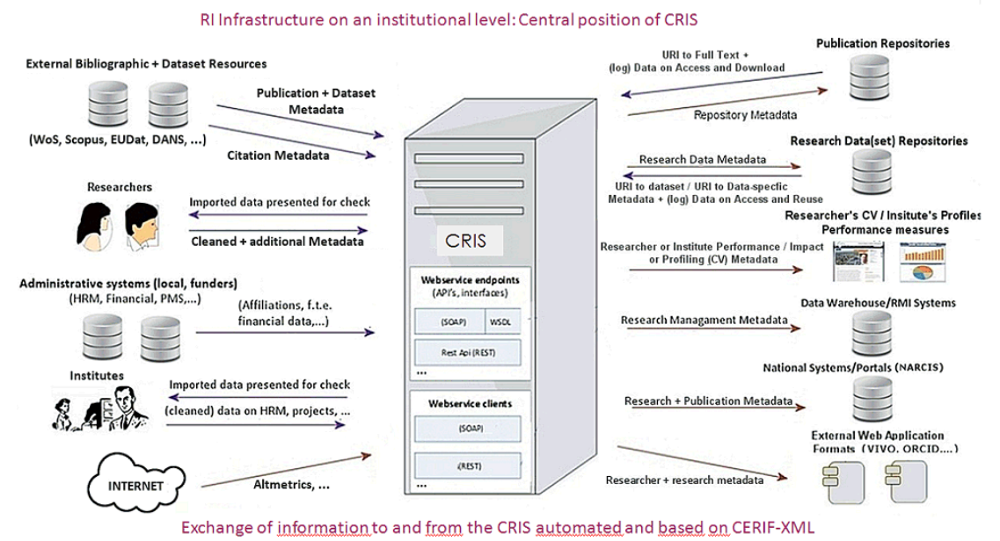 RI Infrastructure on an institutional level: Central position of CRIS
External Bibliographic + Dataset Resources
(WoS, Scopus, EUDat, DANS, ...)
Publication + Dataset
Metadata
Citation Metadata
Researchers
Imported data presented for check
Cleaned + additional Metadata
Administrative systems (local, funders)
(HRM, Financial, PMS,...)
(Affiliations, f.t.e.
financial data,...)
Institutes
Imported data presented for check
(cleaned) data on HRM, projects, ...
INTERNET
Altmetrics, ...
CRIS
Webservice endpoints
(API's, interfaces)
(SOAP)
WSDL
Rest Api (REST)
...
Webservice clients
(SOAP)
(REST)
...
Publication Repositories
URI to Full Text +
(log) Data on Access and Download
Repository Metadata
Research Data(set) Repositories
Research Data Metadata
URI to dataset / URI to Data-specfic
Metadata + (log) Data on Access and Reuse
Researcher's CV / Insitute's Profiles
Performance measures
Researcher or Institute Performance / Impact
or Profiling (CV) Metadata
Data Warehouse/RMI Systems
Research Managament Metadata
National Systems/Portals (NARCIS)
Research + Publication Metadata
External Web Application
Formats (VIVO, ORCID,...)
Researcher + research metadata
Exchange of information to and from the CRIS automated and based on CERIF-XML